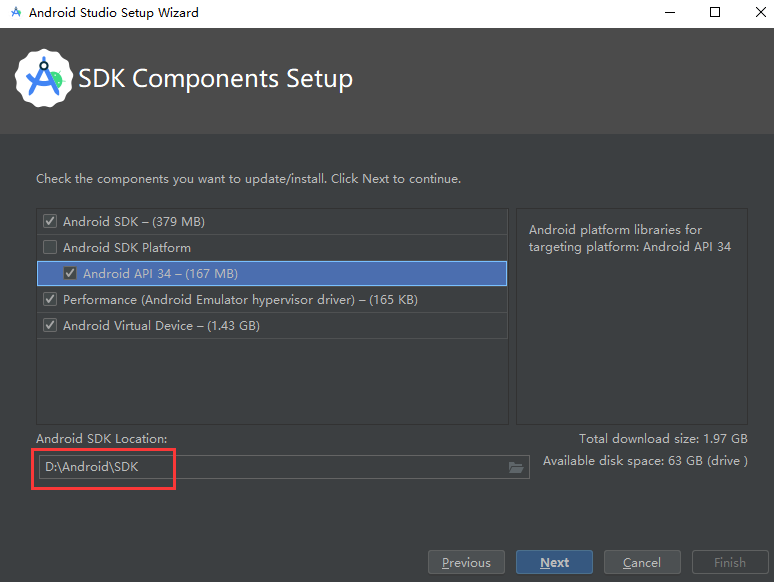 Android Studio Setup Wizard
SDK Components Setup
Check the components you want to update/install. Click Next to continue.
Android SDK – (379 MB)
Android SDK Platform
Android API 34 – (167 MB)
Performance (Android Emulator hypervisor driver) – (165 KB)
Android Virtual Device – (1.43 GB)
Android platform libraries for
targeting platform: Android API 34
Android SDK Location:
D:\Android\SDK
Total download size: 1.97 GB
Available disk space: 63 GB (drive )
Previous
Next
Cancel
Finish